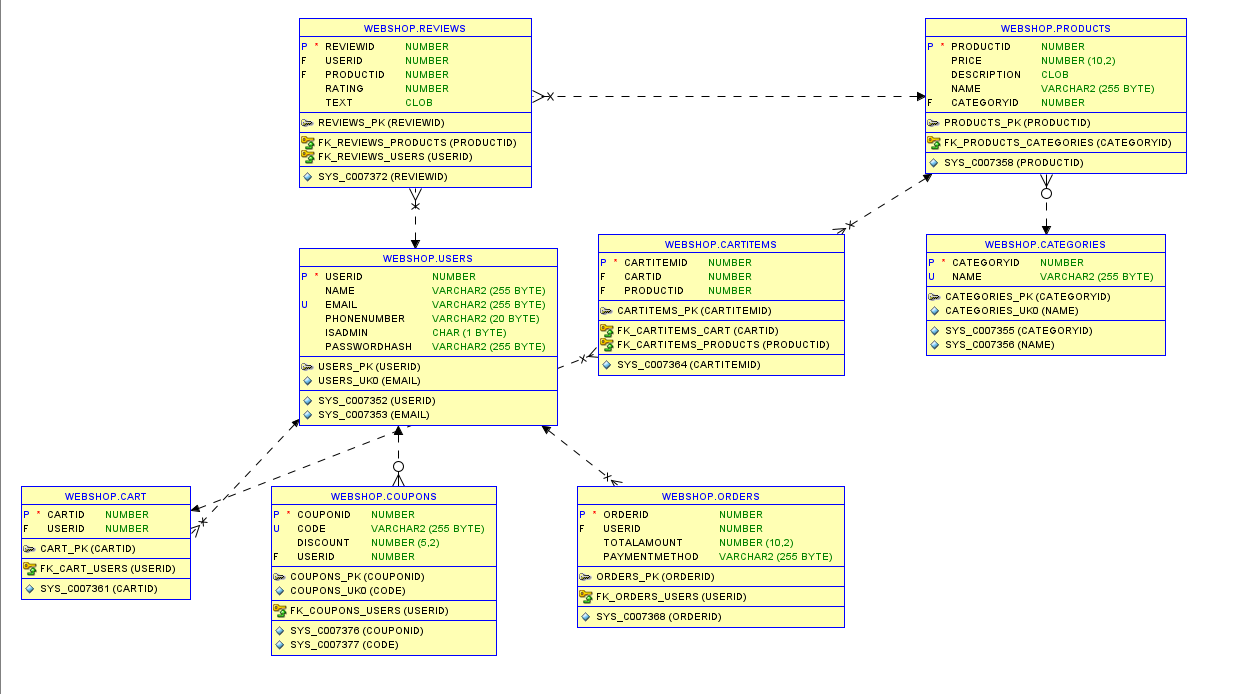 WEBSHOP.REVIEWS
P * REVIEWID NUMBER
F USERID NUMBER
F PRODUCTID NUMBER
RATING NUMBER
TEXT CLOB
REVIEWS_PK (REVIEWID)
FK_REVIEWS_PRODUCTS (PRODUCTID)
FK_REVIEWS_USERS (USERID)
SYS_C007372 (REVIEWID)
WEBSHOP.PRODUCTS
P * PRODUCTID NUMBER
PRICE NUMBER (10,2)
DESCRIPTION CLOB
NAME VARCHAR2 (255 BYTE)
F CATEGORYID NUMBER
PRODUCTS_PK (PRODUCTID)
FK_PRODUCTS_CATEGORIES (CATEGORYID)
SYS_C007358 (PRODUCTID)
WEBSHOP.USERS
P * USERID NUMBER
NAME VARCHAR2 (255 BYTE)
U EMAIL VARCHAR2 (255 BYTE)
PHONENUMBER VARCHAR2 (20 BYTE)
ISADMIN CHAR (1 BYTE)
PASSWORDHASH VARCHAR2 (255 BYTE)
USERS_PK (USERID)
USERS_UK0 (EMAIL)
SYS_C007352 (USERID)
SYS_C007353 (EMAIL)
WEBSHOP.CARTITEMS
P * CARTITEMID NUMBER
F CARTID NUMBER
F PRODUCTID NUMBER
CARTITEMS_PK (CARTITEMID)
FK_CARTITEMS_CART (CARTID)
FK_CARTITEMS_PRODUCTS (PRODUCTID)
SYS_C007364 (CARTITEMID)
WEBSHOP.CATEGORIES
P * CATEGORYID NUMBER
U NAME VARCHAR2 (255 BYTE)
CATEGORIES_PK (CATEGORYID)
CATEGORIES_UK0 (NAME)
SYS_C007355 (CATEGORYID)
SYS_C007356 (NAME)
WEBSHOP.CART
P * CARTID NUMBER
F USERID NUMBER
CART_PK (CARTID)
FK_CART_USERS (USERID)
SYS_C007361 (CARTID)
WEBSHOP.COUPONS
P * COUPONID NUMBER
U CODE VARCHAR2 (255 BYTE)
DISCOUNT NUMBER (5,2)
F USERID NUMBER
COUPONS_PK (COUPONID)
COUPONS_UK0 (CODE)
FK_COUPONS_USERS (USERID)
SYS_C007376 (COUPONID)
SYS_C007377 (CODE)
WEBSHOP.ORDERS
P * ORDERID NUMBER
F USERID NUMBER
TOTALAMOUNT NUMBER (10,2)
PAYMENTMETHOD VARCHAR2 (255 BYTE)
ORDERS_PK (ORDERID)
FK_ORDERS_USERS (USERID)
SYS_C007368 (ORDERID)